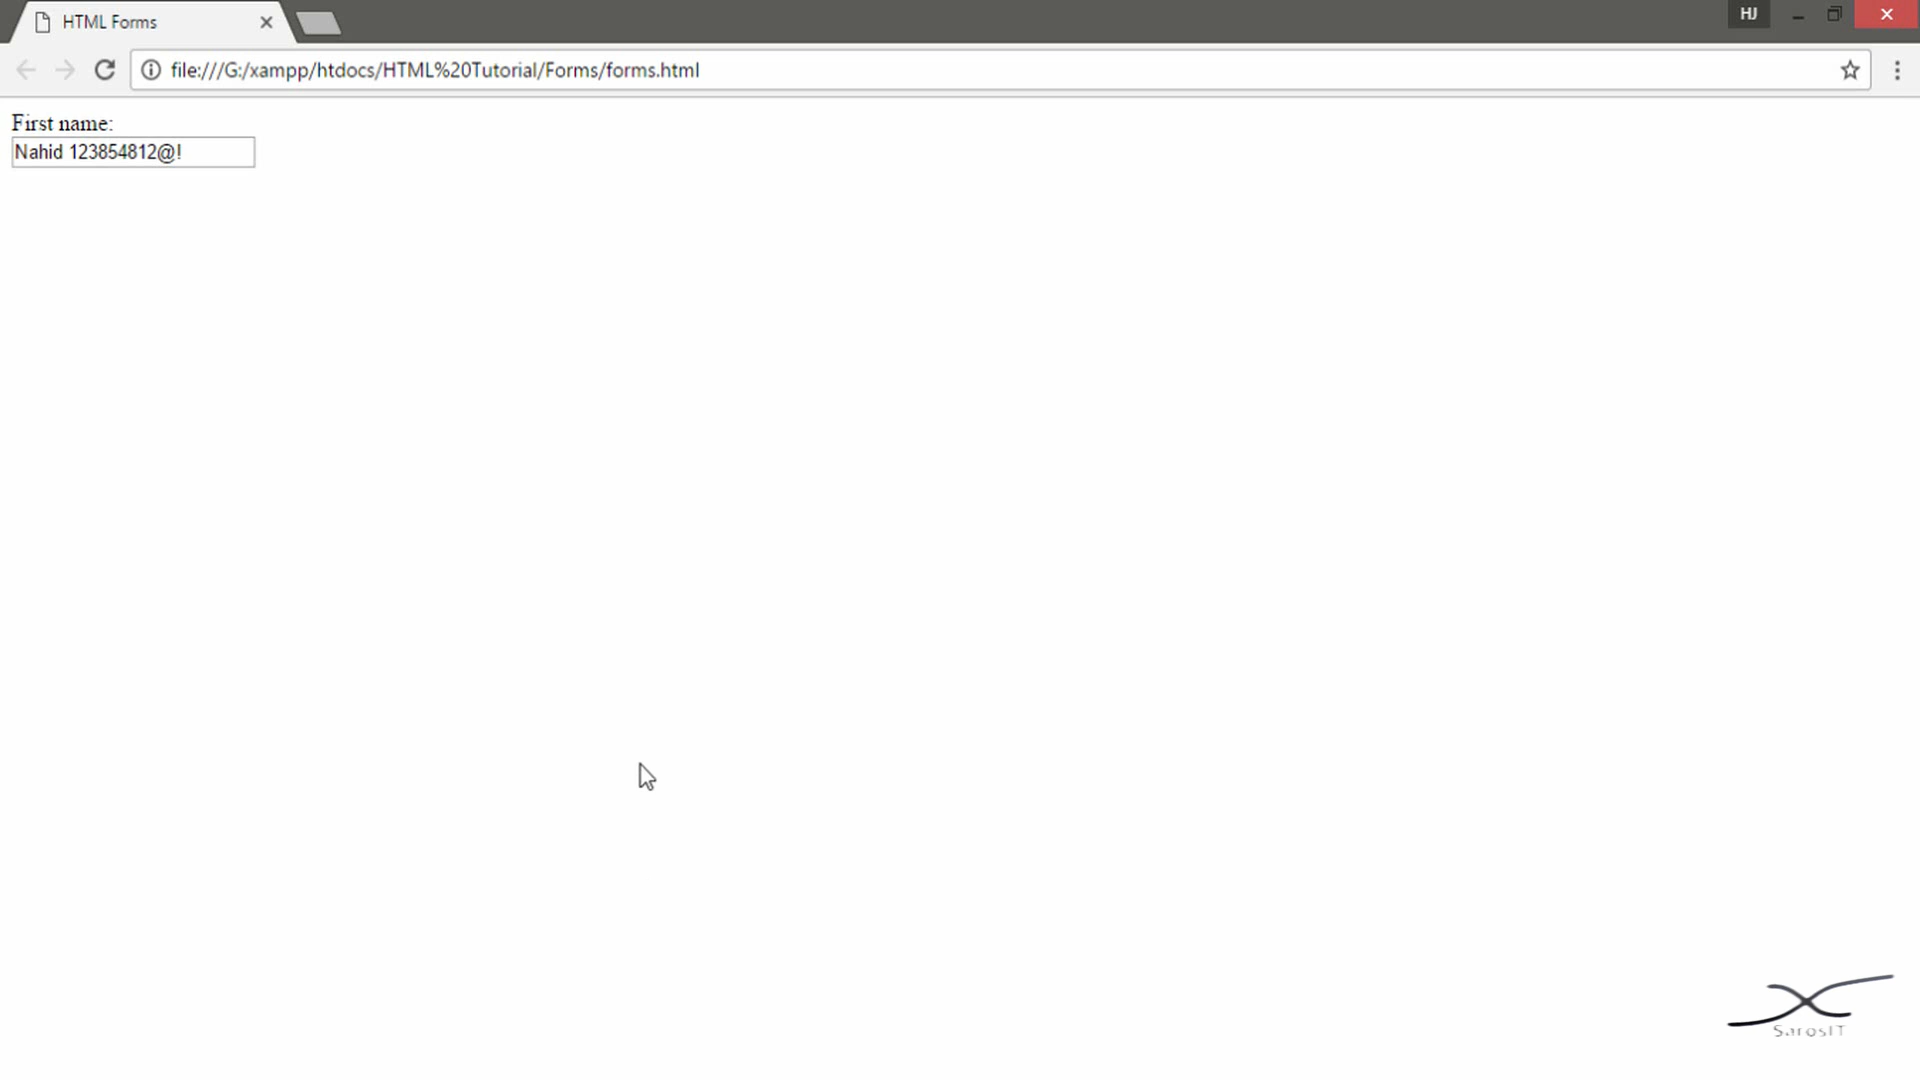 HTML Forms
HJ
file:///G:/xampp/htdocs/HTML%20Tutorial/Forms/forms.html
First name:
Nahid 123854812@!
SarosIT